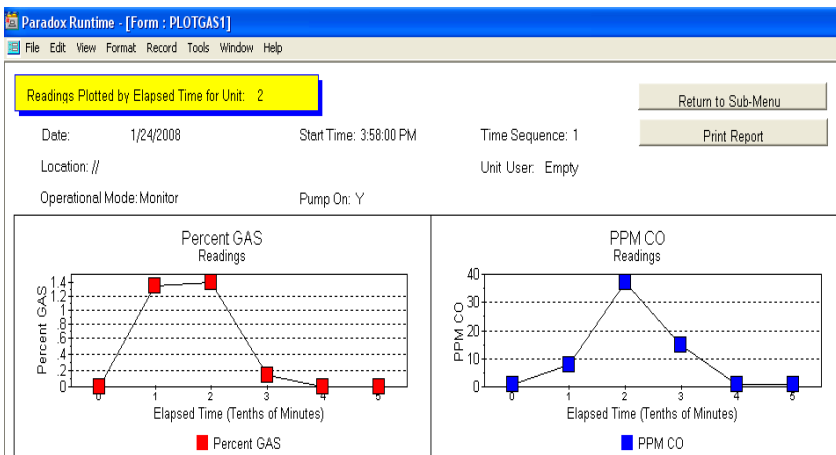 Paradox Runtime - [Form : PLOTGAS1]
File Edit View Format Record Tools Window Help
Readings Plotted by Elapsed Time for Unit: 2
Return to Sub-Menu
Date: 1/24/2008 Start Time: 3:58:00 PM Time Sequence: 1
Print Report
Location: // Unit User: Empty
Operational Mode: Monitor Pump On: Y
Percent GAS
Readings
Percent GAS
1.4
1.2
1
.8
.6
.4
.2
0
0 1 2 3 4 5
Elapsed Time (Tenths of Minutes)
Percent GAS
PPM CO
Readings
PPM CO
40
30
20
10
0
0 1 2 3 4 5
Elapsed Time (Tenths of Minutes)
PPM CO